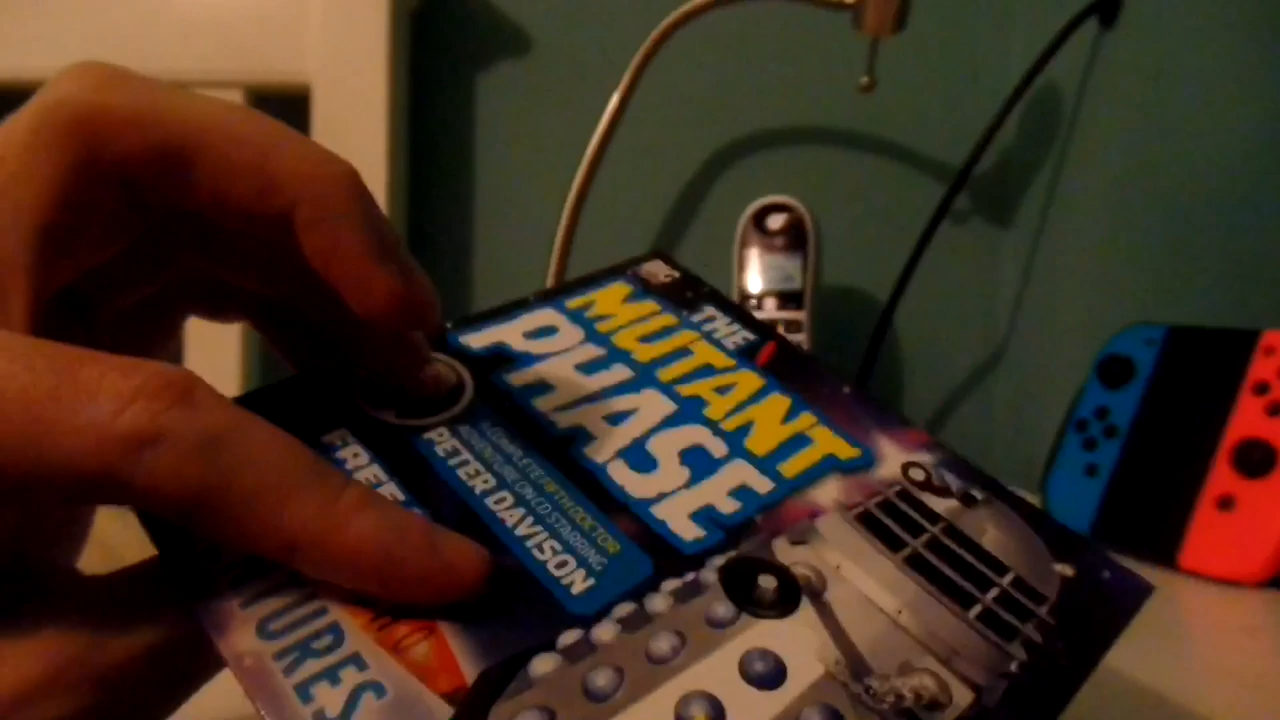 THE
MUTANT
PHASE
A COMPLETE FIFTH DOCTOR
ADVENTURE ON CD STARRING
PETER DAVISON
FREE
TURES